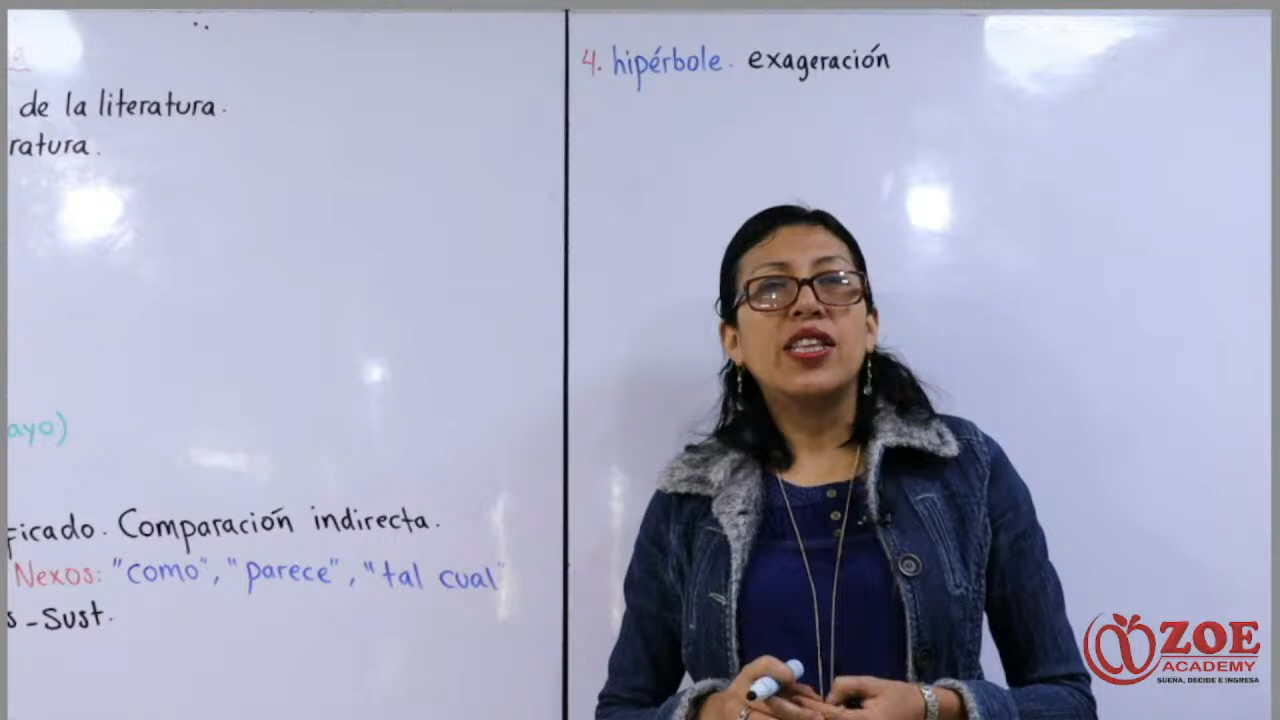 de la literatura.
ratura.
ayo)
ficado. Comparación indirecta.
Nexos: "como", "parece", "tal cual"
s - Sust.
4. hipérbole. exageración
ZOE
ACADEMY
SUEÑA, DECIDE E INGRESA